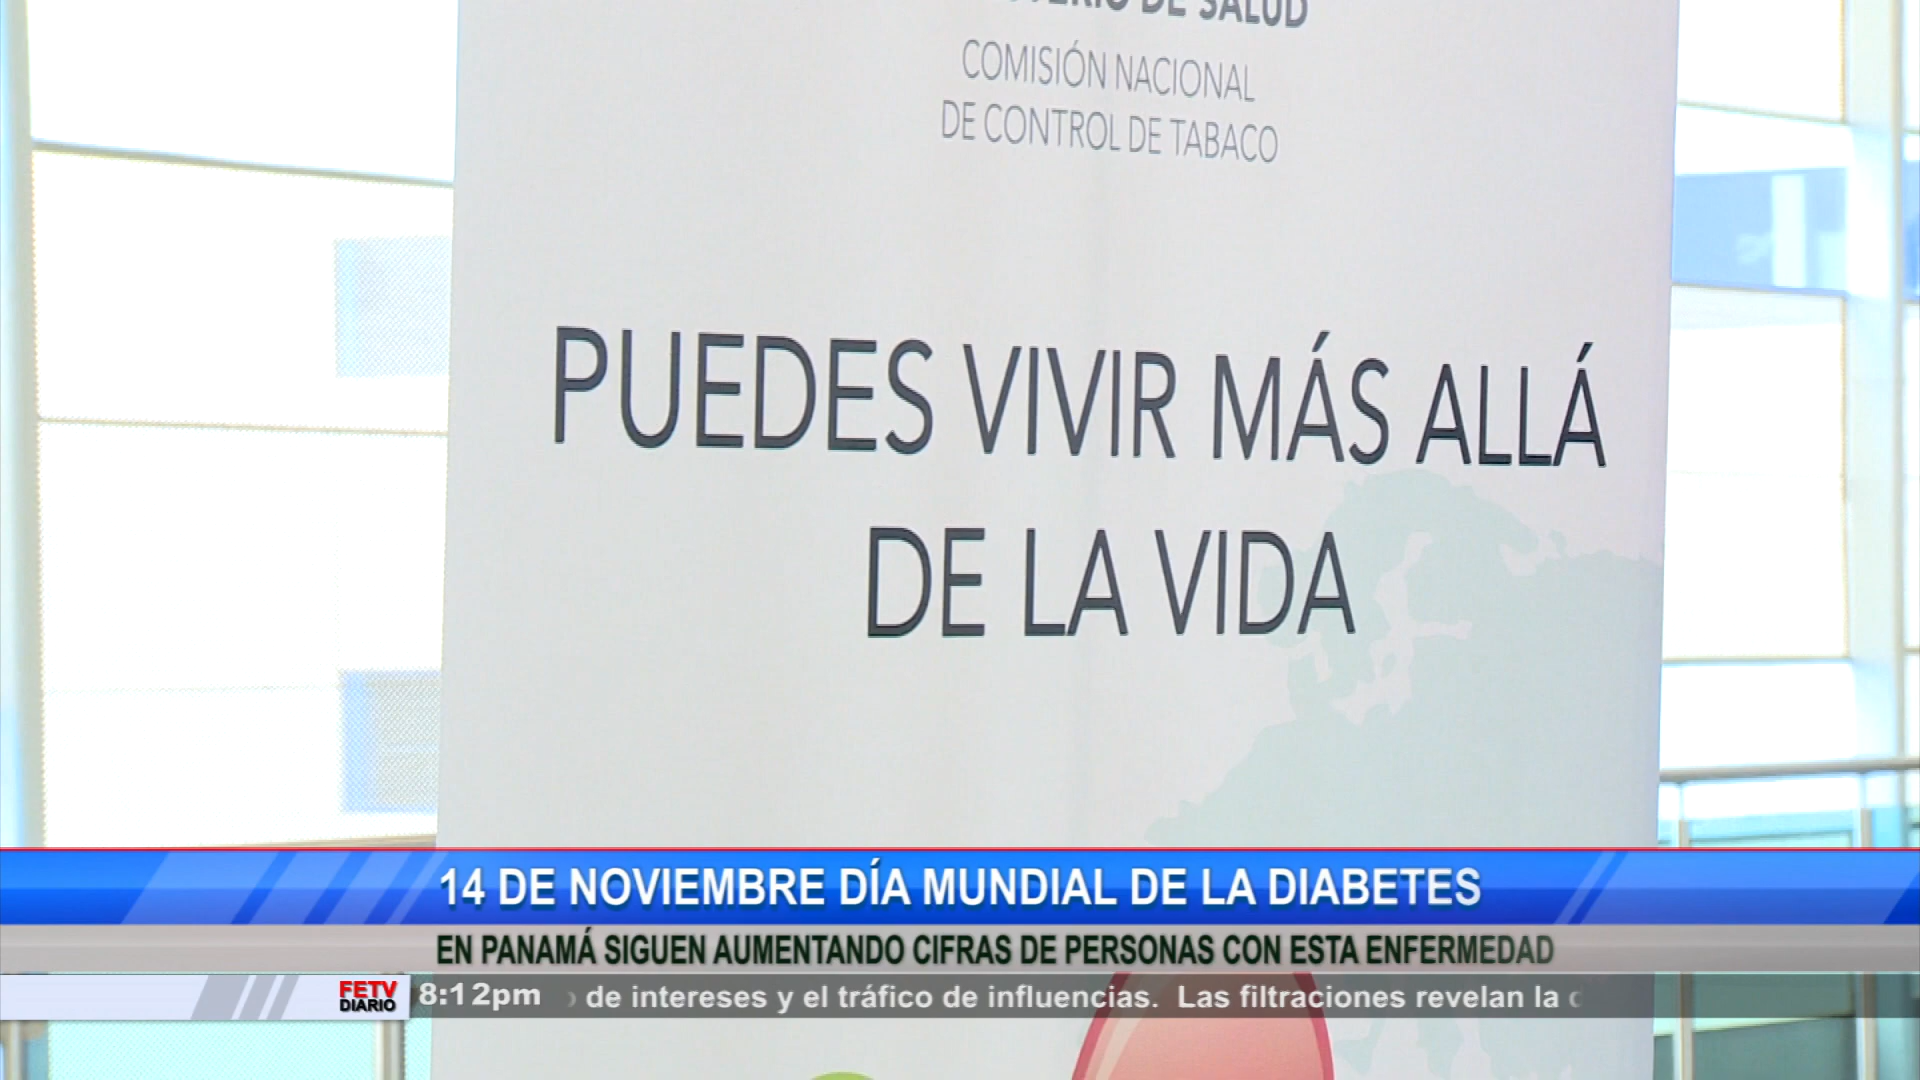 DE SALUD
COMISIÓN NACIONAL
DE CONTROL DE TABACO
PUEDES VIVIR MÁS ALLÁ
DE LA VIDA
14 DE NOVIEMBRE DÍA MUNDIAL DE LA DIABETES
EN PANAMÁ SIGUEN AUMENTANDO CIFRAS DE PERSONAS CON ESTA ENFERMEDAD
FETV
DIARIO
8:12pm de intereses y el tráfico de influencias. Las filtraciones revelan la